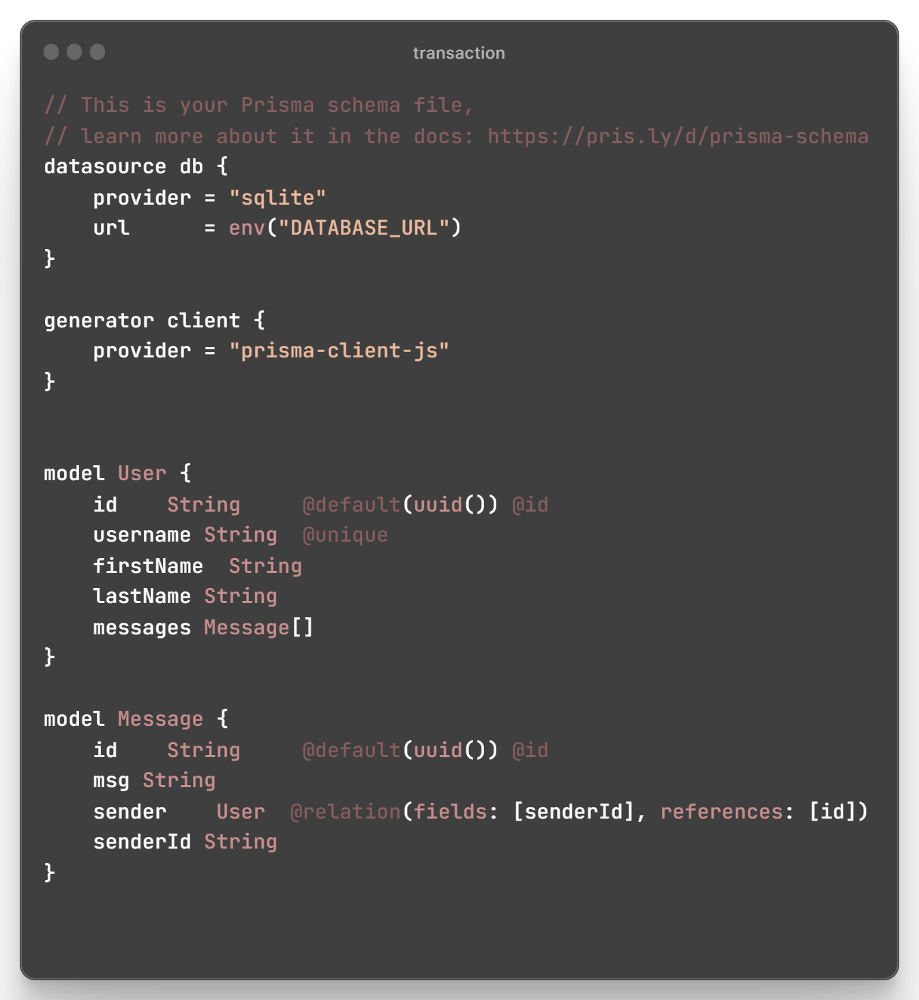 transaction
// This is your Prisma schema file,
// learn more about it in the docs: https://pris.ly/d/prisma-schema
datasource db {
    provider = "sqlite"
    url      = env("DATABASE_URL")
}
generator client {
    provider = "prisma-client-js"
}
model User {
    id    String     @default(uuid()) @id
    username String  @unique
    firstName  String
    lastName String
    messages Message[]
}
model Message {
    id    String     @default(uuid()) @id
    msg String
    sender    User  @relation(fields: [senderId], references: [id])
    senderId String
}